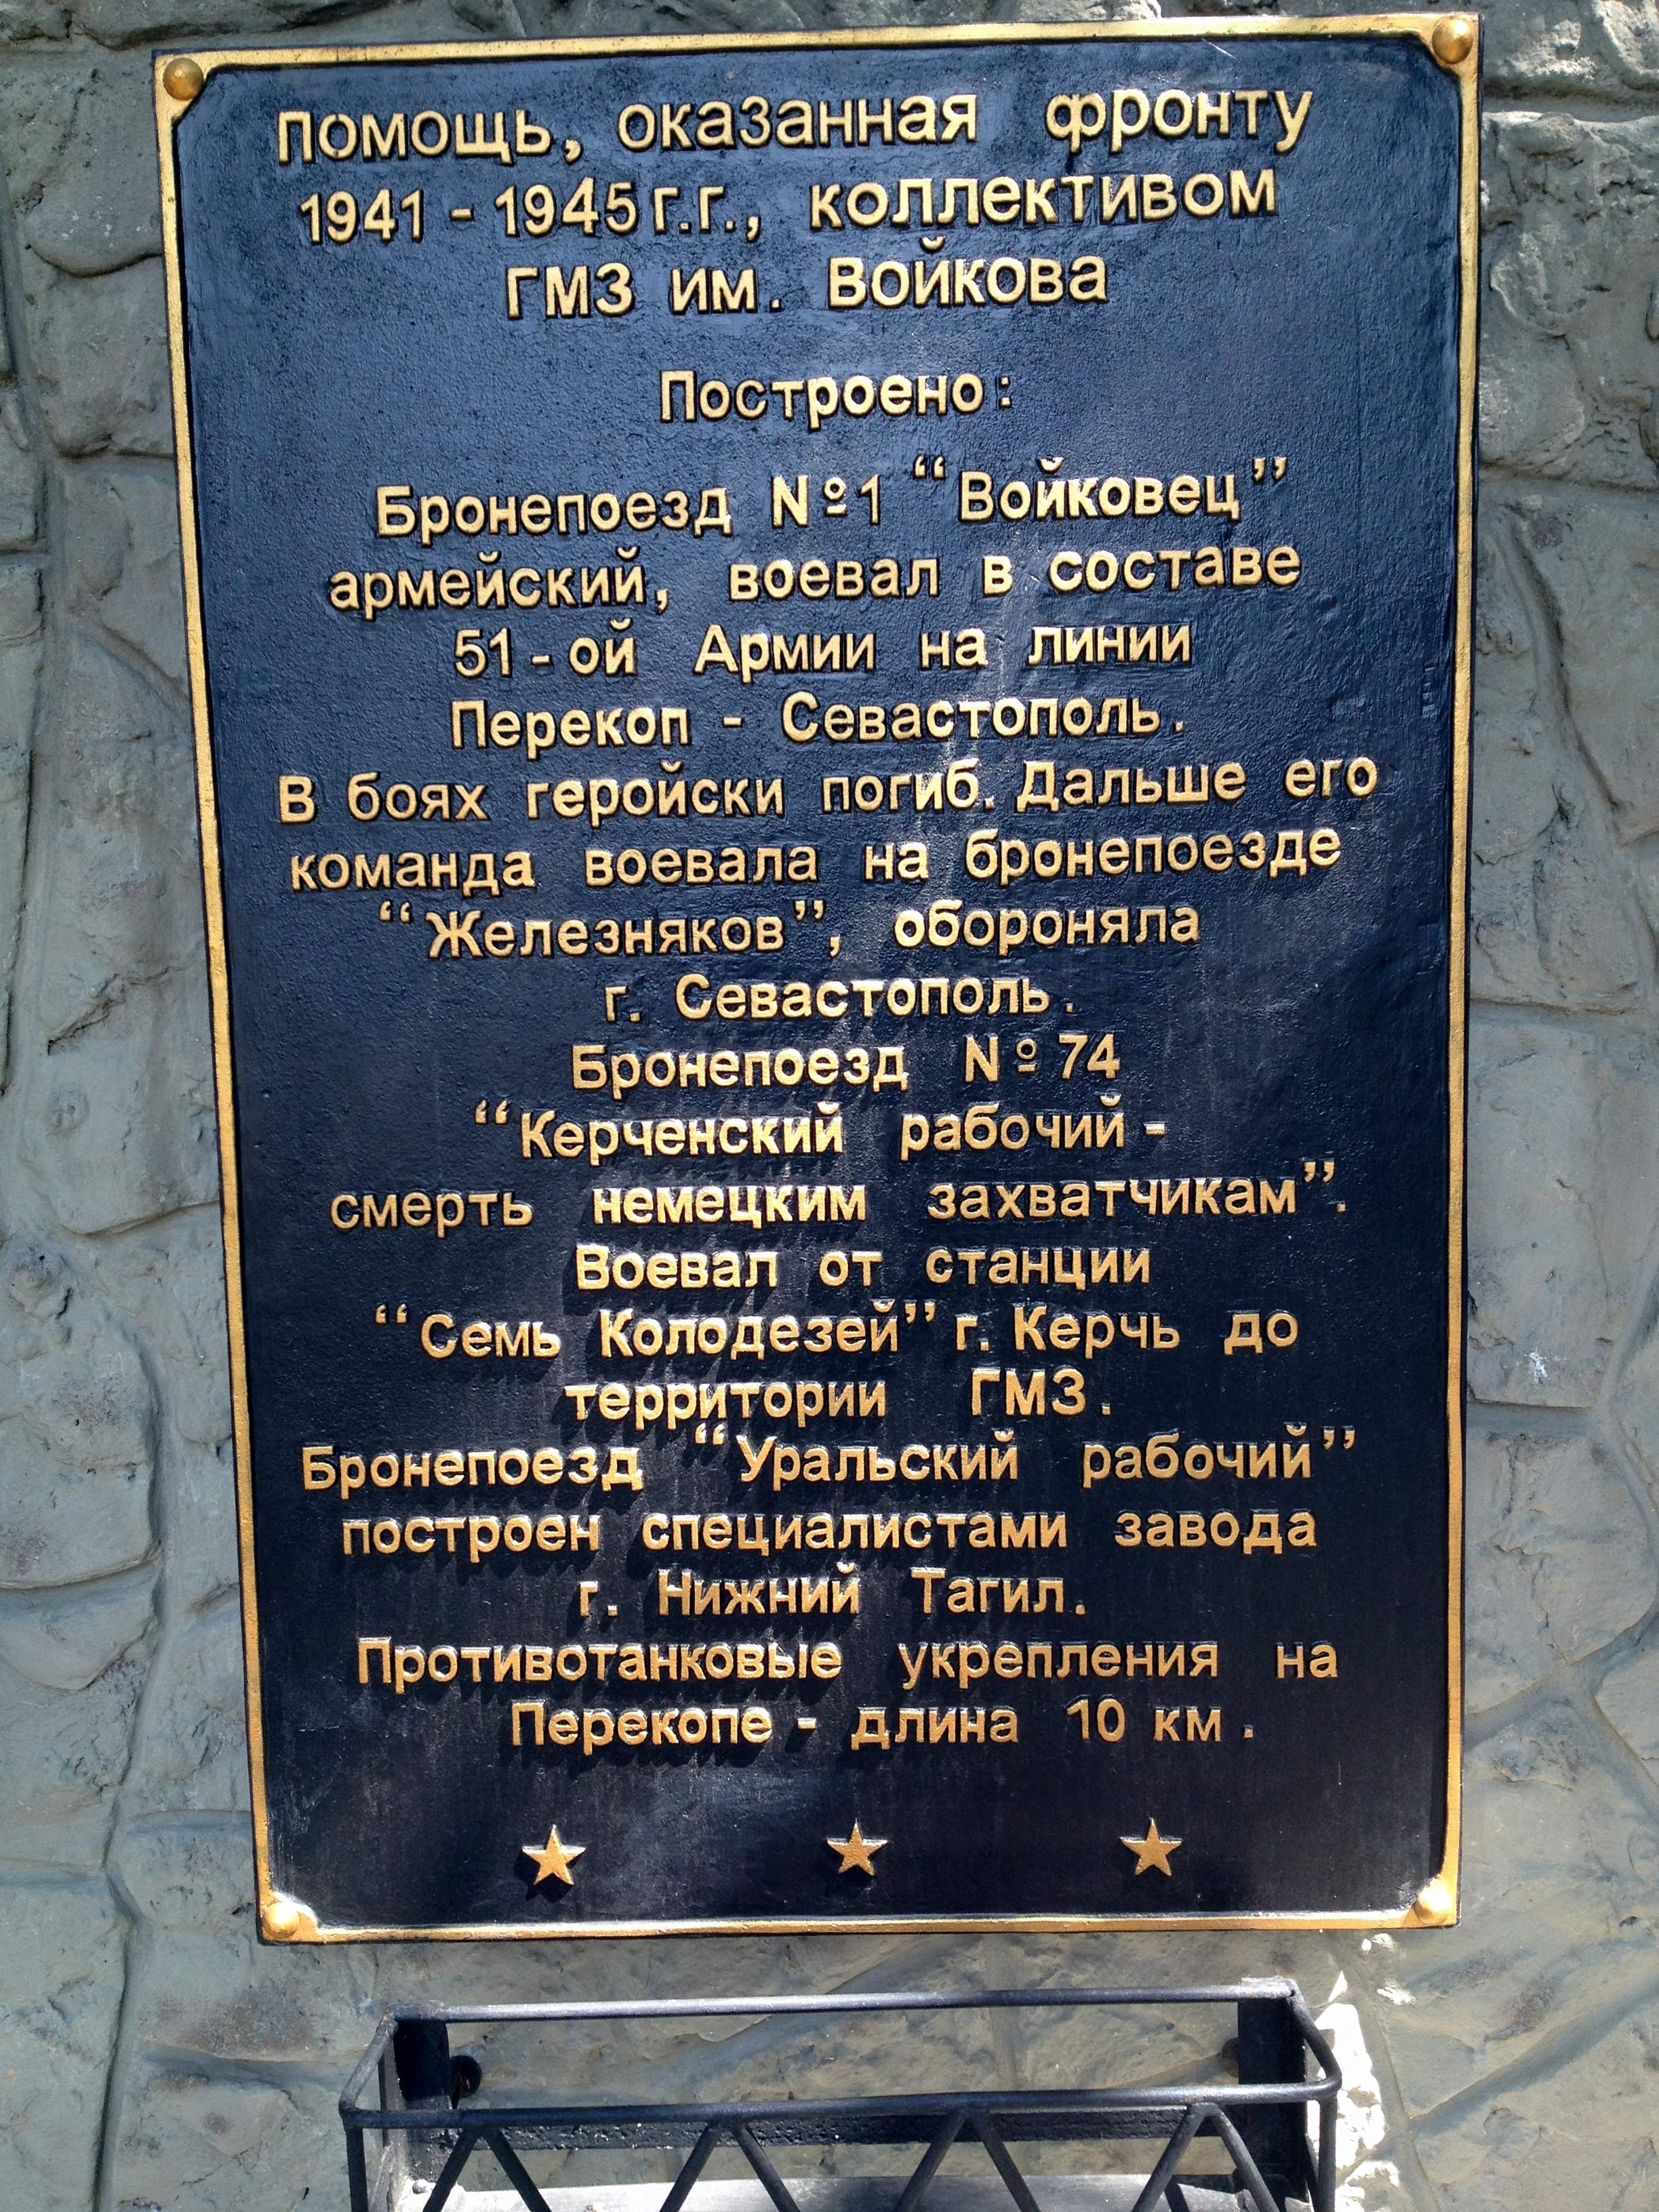 помощь, оказанная фронту
1941 - 1945 г.г., коллективом
ГМЗ им. Войкова
Построено:
Бронепоезд №1 “Войковец”
армейский, воевал в составе
51-ой Армии на линии
Перекоп - Севастополь.
В боях геройски погиб. Дальше его
команда воевала на бронепоезде
“Железняков”, обороняла
г. Севастополь.
Бронепоезд №74
“Керченский рабочий -
смерть немецким захватчикам”.
Воевал от станции
“Семь Колодезей” г. Керчь до
территории ГМЗ.
Бронепоезд “Уральский рабочий”
построен специалистами завода
г. Нижний Тагил.
Противотанковые укрепления на
Перекопе - длина 10 км.